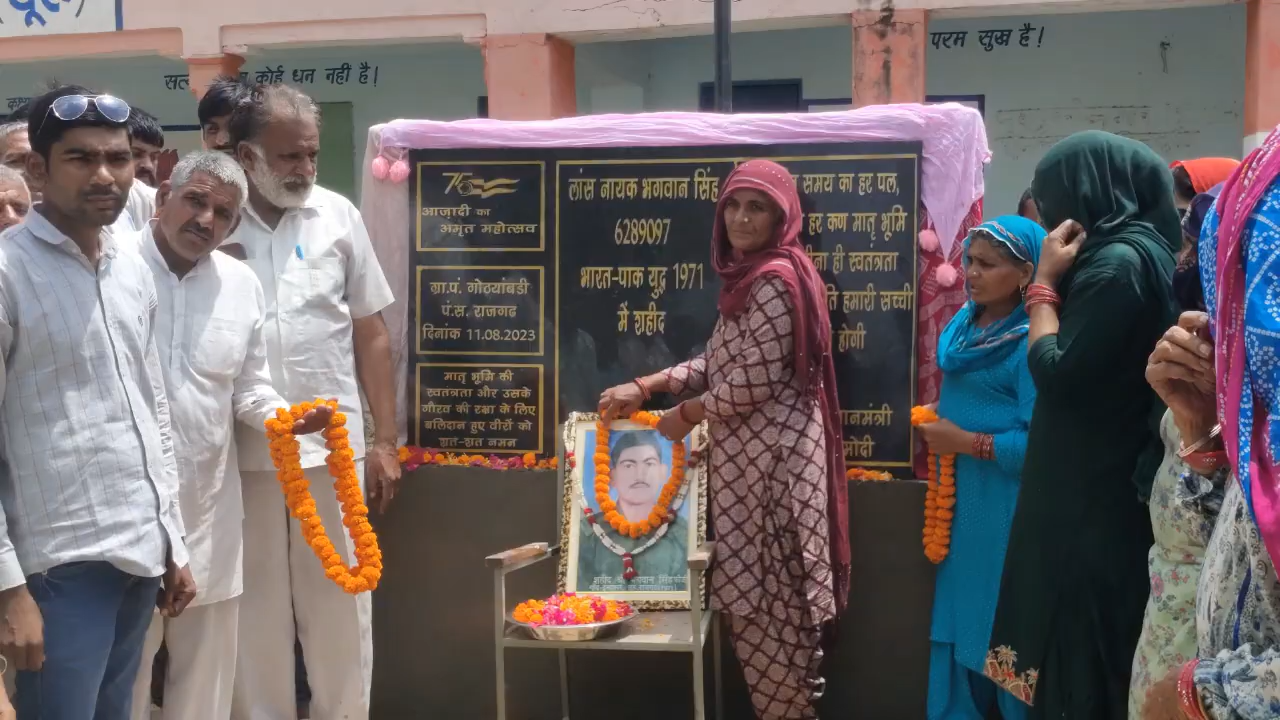 परम सुख है!
कोई धन नहीं है!
75
आज़ादी का
अमृत महोत्सव
ग्रा.पं. गोठ्यांबडी
पं.स. राजगढ
दिनांक 11.08.2023
मातृ भूमि की
स्वतंत्रता और उसके
गौरव की रक्षा के लिए
बलिदान हुए वीरों को
शत-शत नमन
लांस नायक भगवान सिंह
6289097
भारत-पाक युद्ध 1971
में शहीद
समय का हर पल,
हर कण मातृ भूमि
ही स्वतंत्रता
हमारी सच्ची
होगी